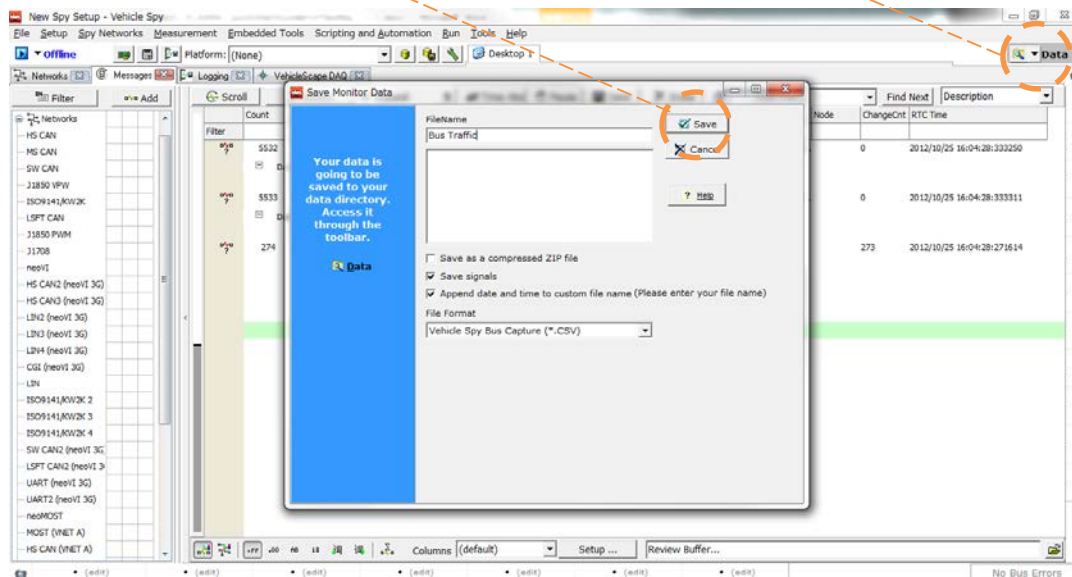 New Spy Setup - Vehicle Spy
File Setup Spy Networks Measurement Embedded Tools Scripting and Automation Run Tools Help
Offline Platform: (None) Desktop 1 Data
Networks Messages Logging VehicleScape DAQ
Filter Add Scroll Find Next Description
Count Node ChangeCnt RTC Time
Filter
Networks
HS CAN
MS CAN
SW CAN
J1850 VPW
ISO9141/KW2K
LSFT CAN
J1850 PWM
J1708
neoVI
HS CAN2 (neoVI 3G)
HS CAN3 (neoVI 3G)
LIN2 (neoVI 3G)
LIN3 (neoVI 3G)
LIN4 (neoVI 3G)
CGI (neoVI 3G)
LIN
ISO9141/KW2K 2
ISO9141/KW2K 3
ISO9141/KW2K 4
SW CAN2 (neoVI 3G)
LSFT CAN2 (neoVI 3
UART (neoVI 3G)
UART2 (neoVI 3G)
neoMOST
MOST (VNET A)
HS CAN (VNET A)
5532 0 2012/10/25 16:04:28:333250
5533 0 2012/10/25 16:04:28:333311
274 273 2012/10/25 16:04:28:271614
Save Monitor Data
Your data is
going to be
saved to your
data directory.
Access it
through the
toolbar.
Data
FileName
Bus Traffic
Save
Cancel
? Help
Save as a compressed ZIP file
Save signals
Append date and time to custom file name (Please enter your file name)
File Format
Vehicle Spy Bus Capture (*.CSV)
Columns (default) Setup ... Review Buffer...
(edit) (edit) (edit) (edit) (edit) (edit) (edit) No Bus Errors